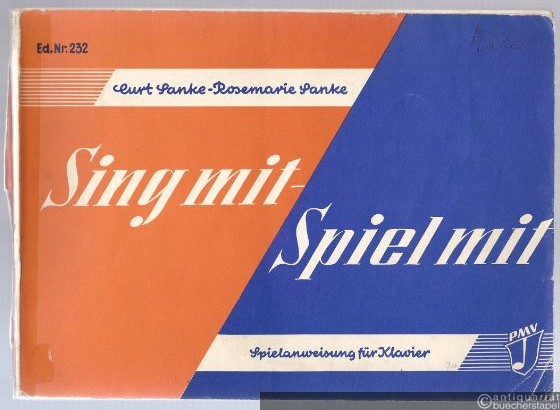 Ed. Nr. 232
Curt Sanke - Rosemarie Sanke
Sing mit -
Spiel mit
PMV
Spielanweisung für Klavier
antiquariat
buecherstapel